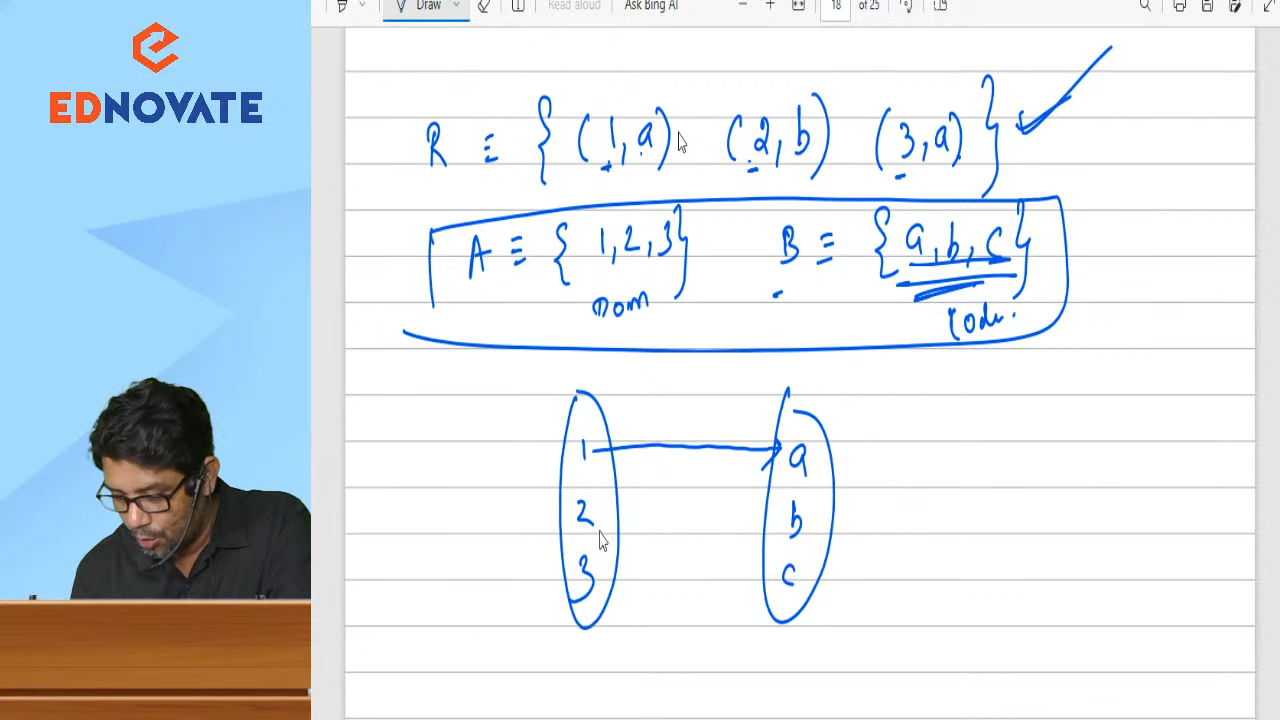 Draw
Read aloud
Ask Bing AI
18 of 25
EDNOVATE
R ≡ { (1, a) (2, b) (3, a) }
A ≡ { 1, 2, 3 } B ≡ { a, b, c }
Dom Cod.
1 a
2 b
3 c